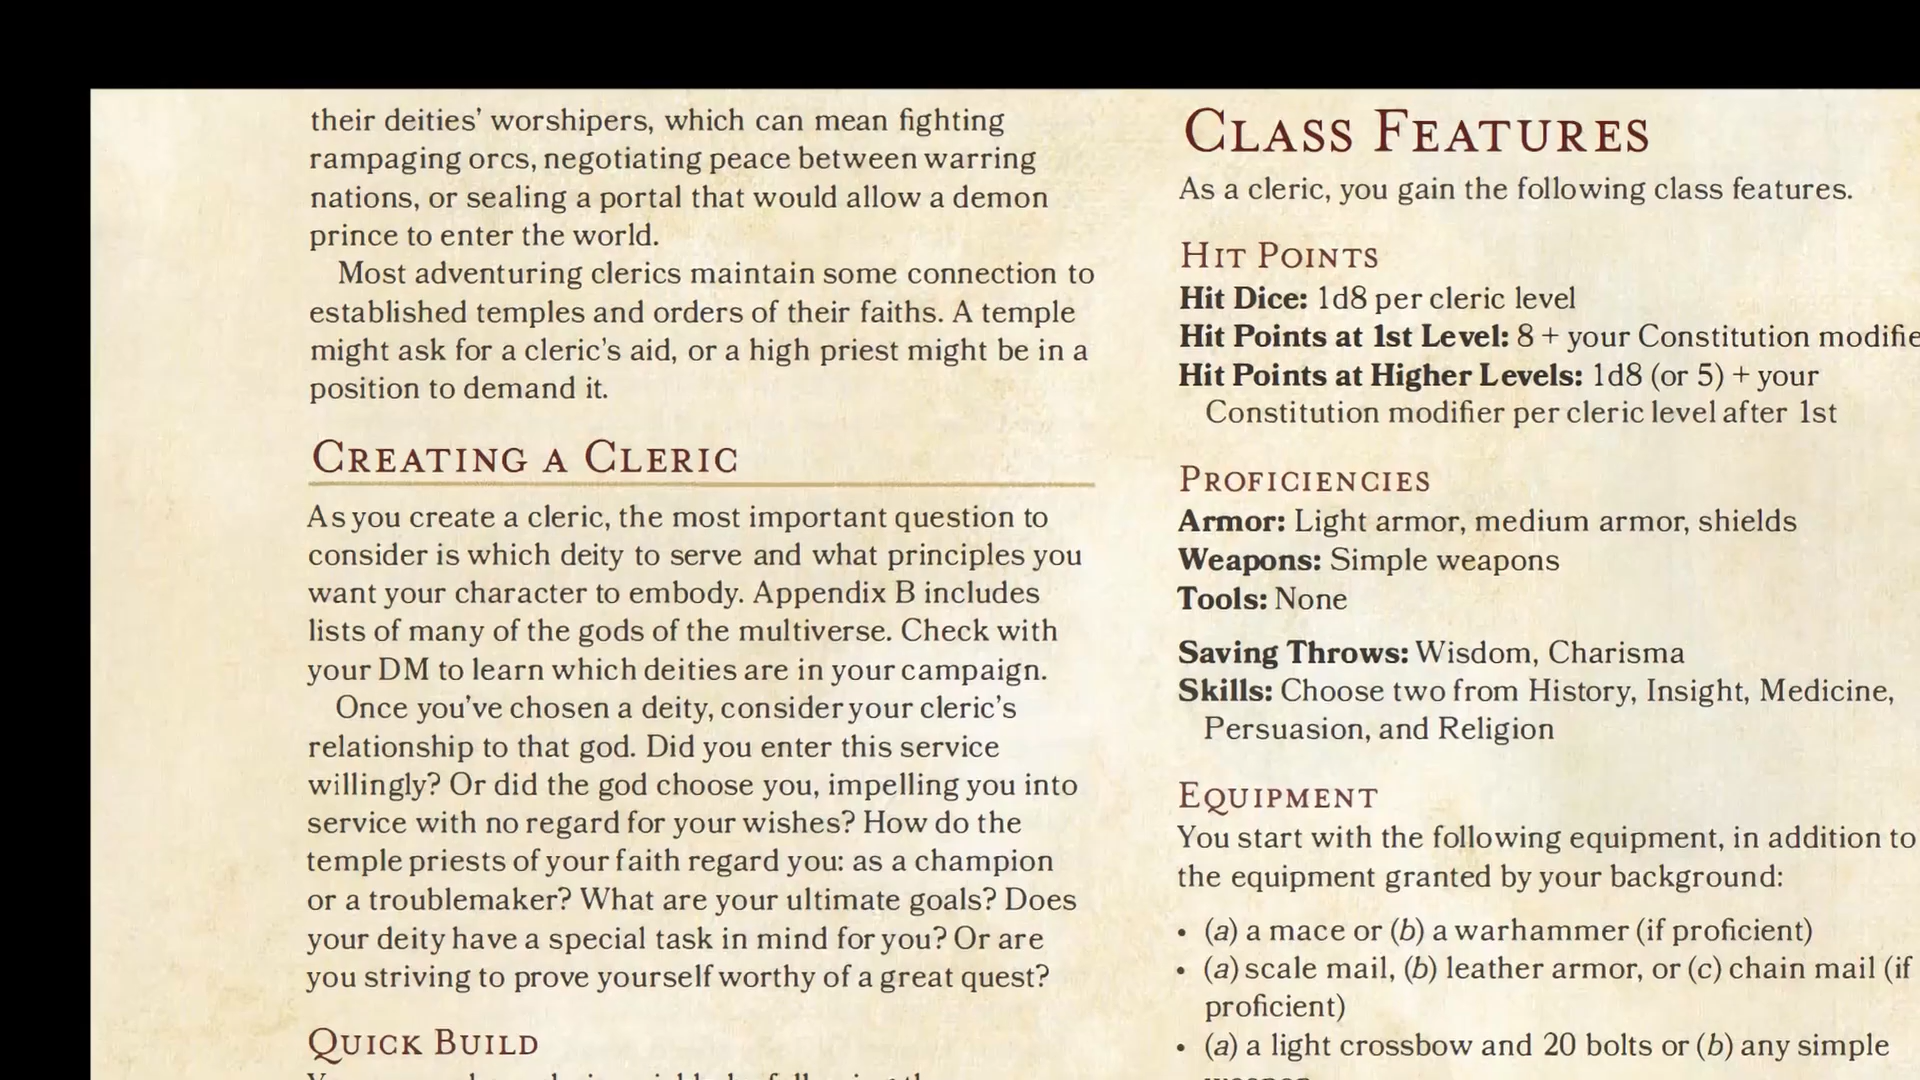 their deities' worshipers, which can mean fighting
rampaging orcs, negotiating peace between warring
nations, or sealing a portal that would allow a demon
prince to enter the world.
Most adventuring clerics maintain some connection to
established temples and orders of their faiths. A temple
might ask for a cleric's aid, or a high priest might be in a
position to demand it.
CREATING A CLERIC
As you create a cleric, the most important question to
consider is which deity to serve and what principles you
want your character to embody. Appendix B includes
lists of many of the gods of the multiverse. Check with
your DM to learn which deities are in your campaign.
Once you've chosen a deity, consider your cleric's
relationship to that god. Did you enter this service
willingly? Or did the god choose you, impelling you into
service with no regard for your wishes? How do the
temple priests of your faith regard you: as a champion
or a troublemaker? What are your ultimate goals? Does
your deity have a special task in mind for you? Or are
you striving to prove yourself worthy of a great quest?
QUICK BUILD
CLASS FEATURES
As a cleric, you gain the following class features.
HIT POINTS
Hit Dice: 1d8 per cleric level
Hit Points at 1st Level: 8 + your Constitution modifie
Hit Points at Higher Levels: 1d8 (or 5) + your
Constitution modifier per cleric level after 1st
PROFICIENCIES
Armor: Light armor, medium armor, shields
Weapons: Simple weapons
Tools: None
Saving Throws: Wisdom, Charisma
Skills: Choose two from History, Insight, Medicine,
Persuasion, and Religion
EQUIPMENT
You start with the following equipment, in addition to
the equipment granted by your background:
• (a) a mace or (b) a warhammer (if proficient)
• (a) scale mail, (b) leather armor, or (c) chain mail (if
proficient)
• (a) a light crossbow and 20 bolts or (b) any simple